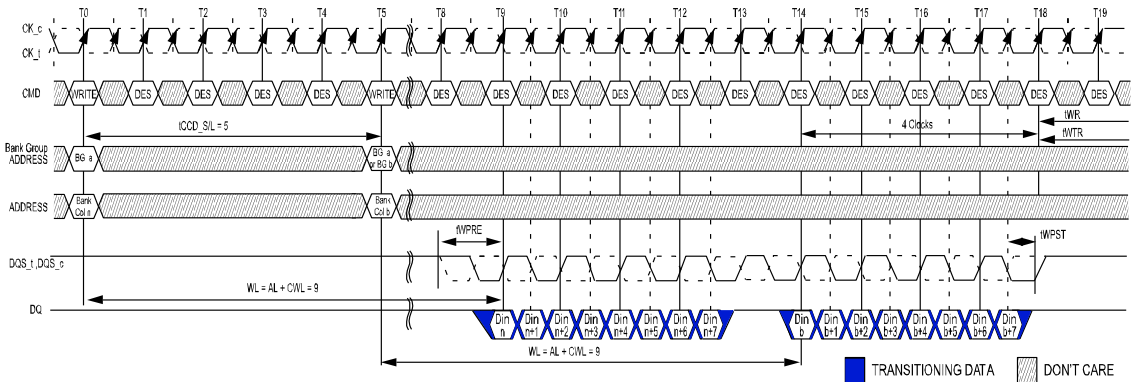 T0 T1 T2 T3 T4 T5 T8 T9 T10 T11 T12 T13 T14 T15 T16 T17 T18 T19
CK_c
CK_t
CMD WRITE DES DES DES DES WRITE DES DES DES DES DES DES DES DES DES DES DES DES
tCCD_S/L = 5
4 Clocks
tWR
tWTR
Bank Group
ADDRESS
BG a
BG a
or BG b
ADDRESS
Bank
Col n
Bank
Col b
tWPRE
tWPST
DQS_t ,DQS_c
WL = AL + CWL = 9
DQ
Din
n
Din
n+1
Din
n+2
Din
n+3
Din
n+4
Din
n+5
Din
n+6
Din
n+7
Din
b
Din
b+1
Din
b+2
Din
b+3
Din
b+4
Din
b+5
Din
b+6
Din
b+7
WL = AL + CWL = 9
TRANSITIONING DATA
DON'T CARE